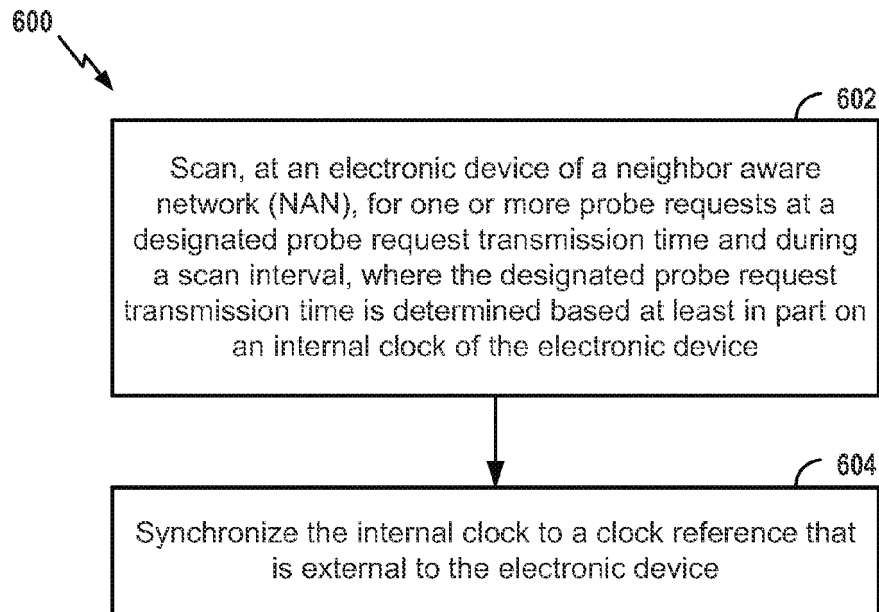 600
602
Scan, at an electronic device of a neighbor aware
network (NAN), for one or more probe requests at a
designated probe request transmission time and during
a scan interval, where the designated probe request
transmission time is determined based at least in part on
an internal clock of the electronic device
604
Synchronize the internal clock to a clock reference that
is external to the electronic device